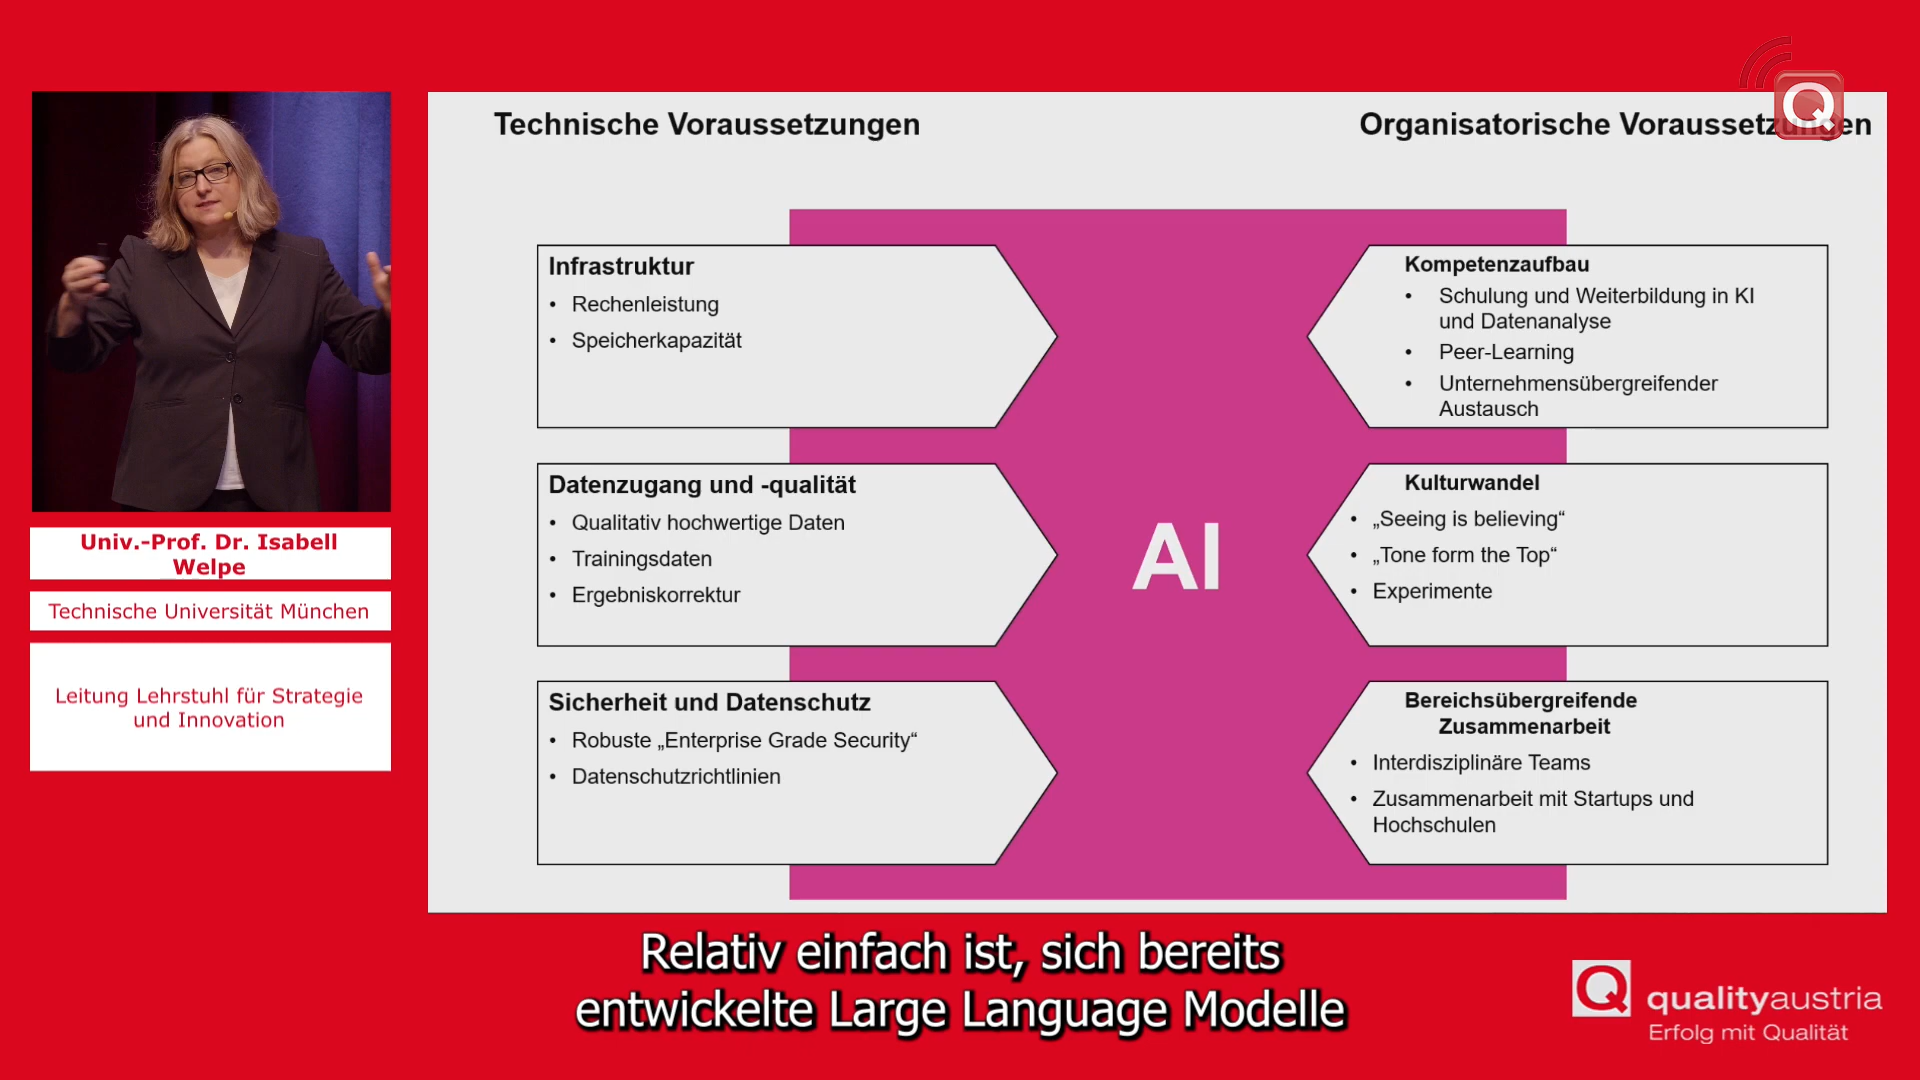 Technische Voraussetzungen
Organisatorische Voraussetzungen
Q
Infrastruktur
• Rechenleistung
• Speicherkapazität
Datenzugang und -qualität
• Qualitativ hochwertige Daten
• Trainingsdaten
• Ergebniskorrektur
Sicherheit und Datenschutz
• Robuste „Enterprise Grade Security“
• Datenschutzrichtlinien
AI
Kompetenzaufbau
• Schulung und Weiterbildung in KI
und Datenanalyse
• Peer-Learning
• Unternehmensübergreifender
Austausch
Kulturwandel
• „Seeing is believing“
• „Tone form the Top“
• Experimente
Bereichsübergreifende
Zusammenarbeit
• Interdisziplinäre Teams
• Zusammenarbeit mit Startups und
Hochschulen
Univ.-Prof. Dr. Isabell
Welpe
Technische Universität München
Leitung Lehrstuhl für Strategie
und Innovation
Relativ einfach ist, sich bereits
entwickelte Large Language Modelle
Q qualityaustria
Erfolg mit Qualität